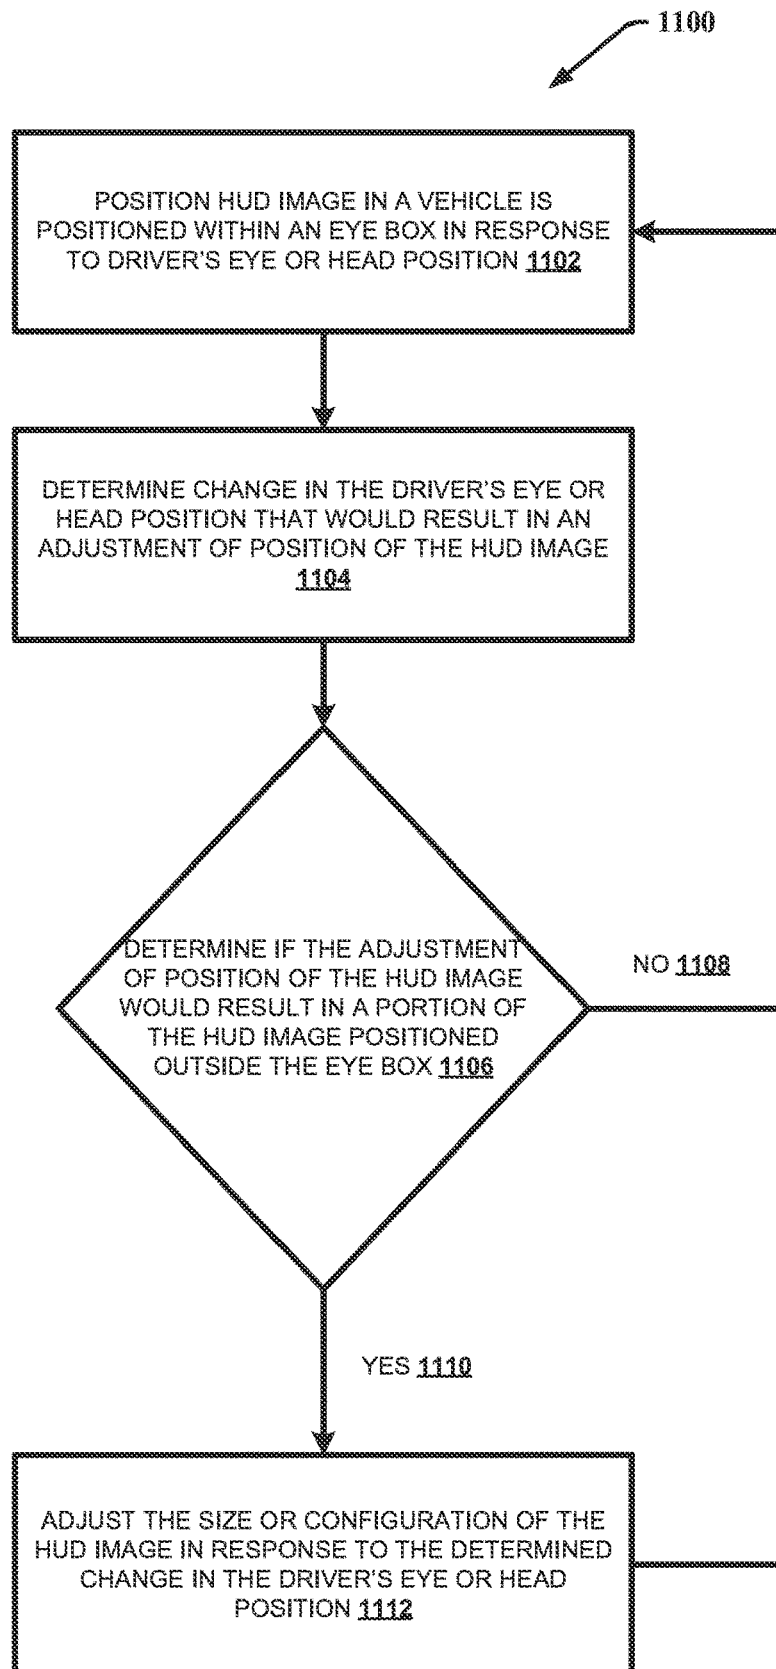 1100
POSITION HUD IMAGE IN A VEHICLE IS
POSITIONED WITHIN AN EYE BOX IN RESPONSE
TO DRIVER'S EYE OR HEAD POSITION 1102
DETERMINE CHANGE IN THE DRIVER'S EYE OR
HEAD POSITION THAT WOULD RESULT IN AN
ADJUSTMENT OF POSITION OF THE HUD IMAGE
1104
DETERMINE IF THE ADJUSTMENT
OF POSITION OF THE HUD IMAGE
WOULD RESULT IN A PORTION OF
THE HUD IMAGE POSITIONED
OUTSIDE THE EYE BOX 1106
NO 1108
YES 1110
ADJUST THE SIZE OR CONFIGURATION OF THE
HUD IMAGE IN RESPONSE TO THE DETERMINED
CHANGE IN THE DRIVER'S EYE OR HEAD
POSITION 1112